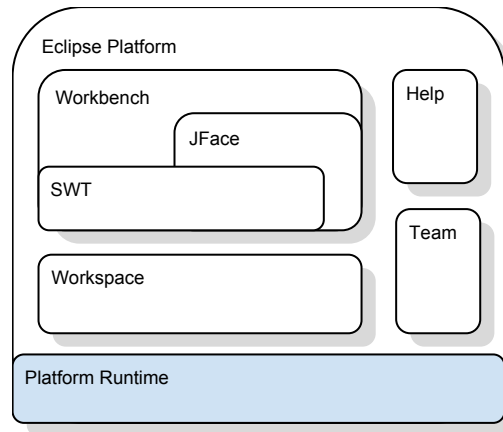 Eclipse Platform
Workbench
JFace
SWT
Workspace
Help
Team
Platform Runtime